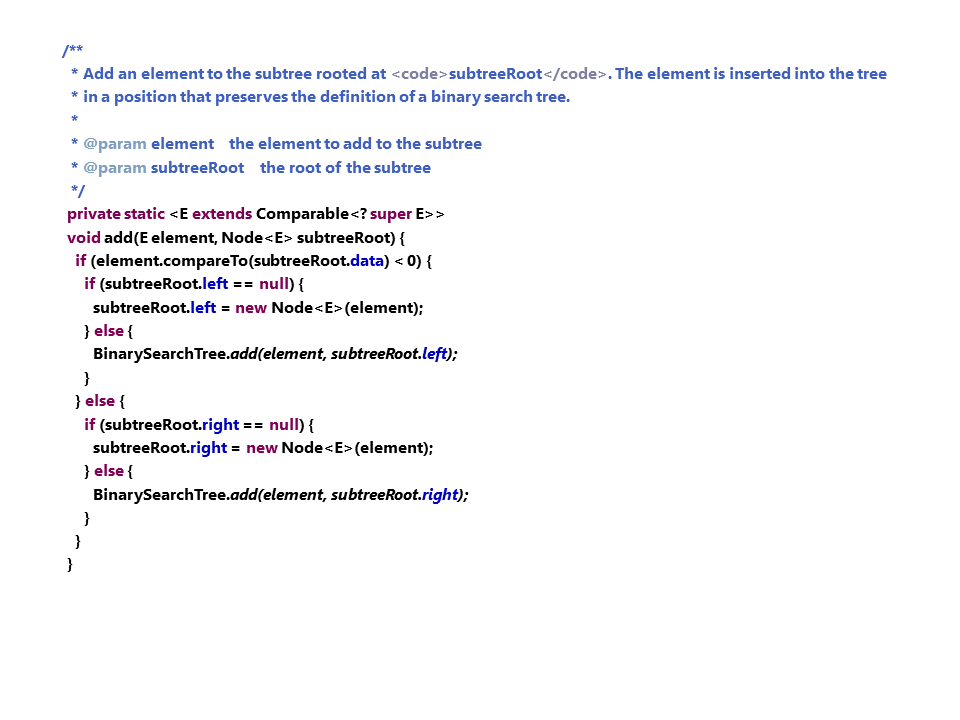 /**
* Add an element to the subtree rooted at <code>subtreeRoot</code>. The element is inserted into the tree
* in a position that preserves the definition of a binary search tree.
*
* @param element the element to add to the subtree
* @param subtreeRoot the root of the subtree
*/
private static <E extends Comparable<? super E>>
void add(E element, Node<E> subtreeRoot) {
if (element.compareTo(subtreeRoot.data) < 0) {
if (subtreeRoot.left == null) {
subtreeRoot.left = new Node<E>(element);
} else {
BinarySearchTree.add(element, subtreeRoot.left);
}
} else {
if (subtreeRoot.right == null) {
subtreeRoot.right = new Node<E>(element);
} else {
BinarySearchTree.add(element, subtreeRoot.right);
}
}
}